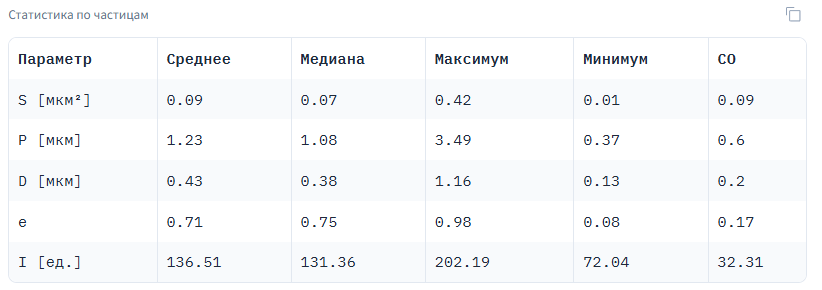 Статистика по частицам
Параметр Среднее Медиана Максимум Минимум СО
S [мкм²] 0.09 0.07 0.42 0.01 0.09
P [мкм] 1.23 1.08 3.49 0.37 0.6
D [мкм] 0.43 0.38 1.16 0.13 0.2
e 0.71 0.75 0.98 0.08 0.17
I [ед.] 136.51 131.36 202.19 72.04 32.31